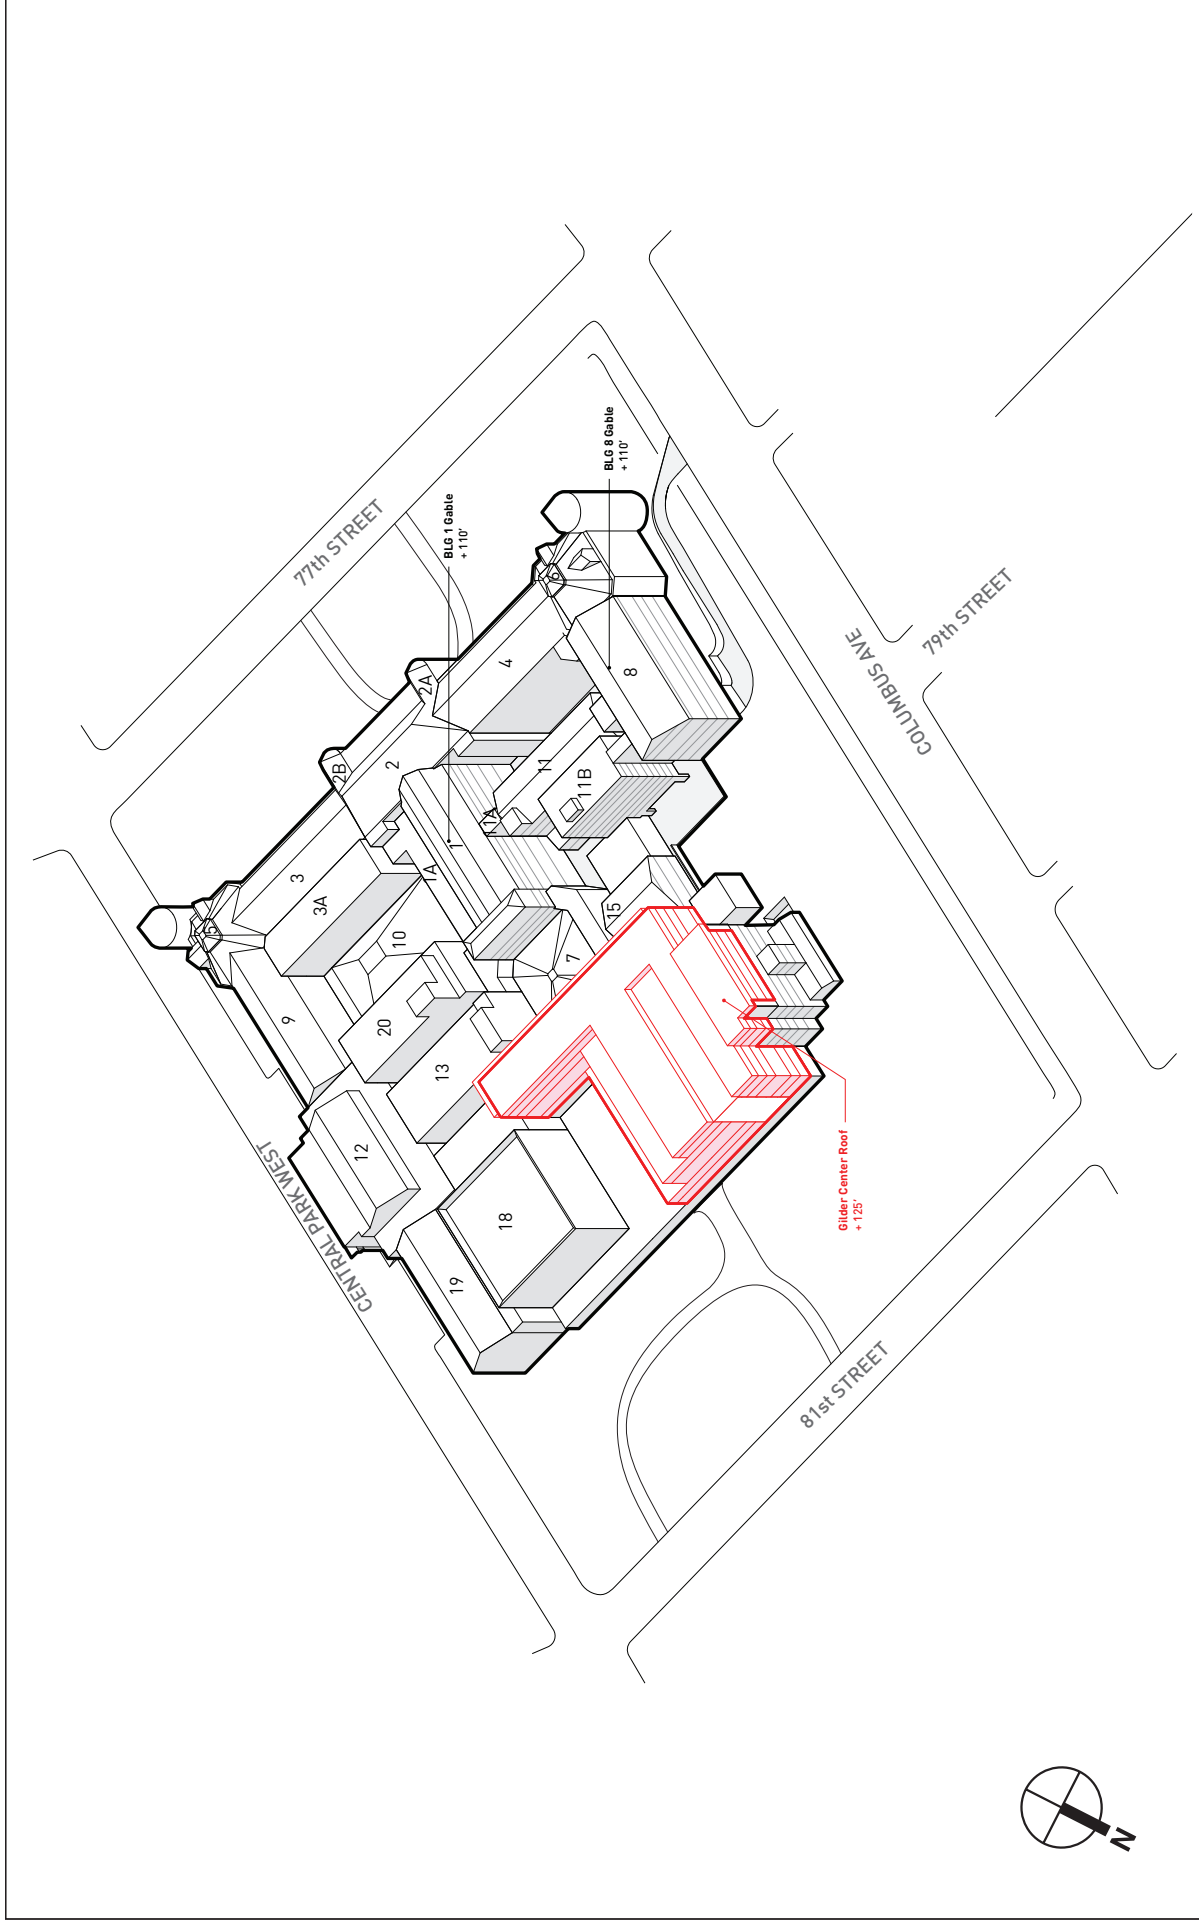 77th STREET
CENTRAL PARK WEST
COLUMBUS AVE
79th STREET
81st STREET
BLG 1 Gable
+ 110'
BLG 8 Gable
+ 110'
Gilder Center Roof
+ 125'
5
3
3A
2B
2
2A
4
6
9
10
1A
1
11A
11
11B
8
20
13
7
15
12
18
19
N